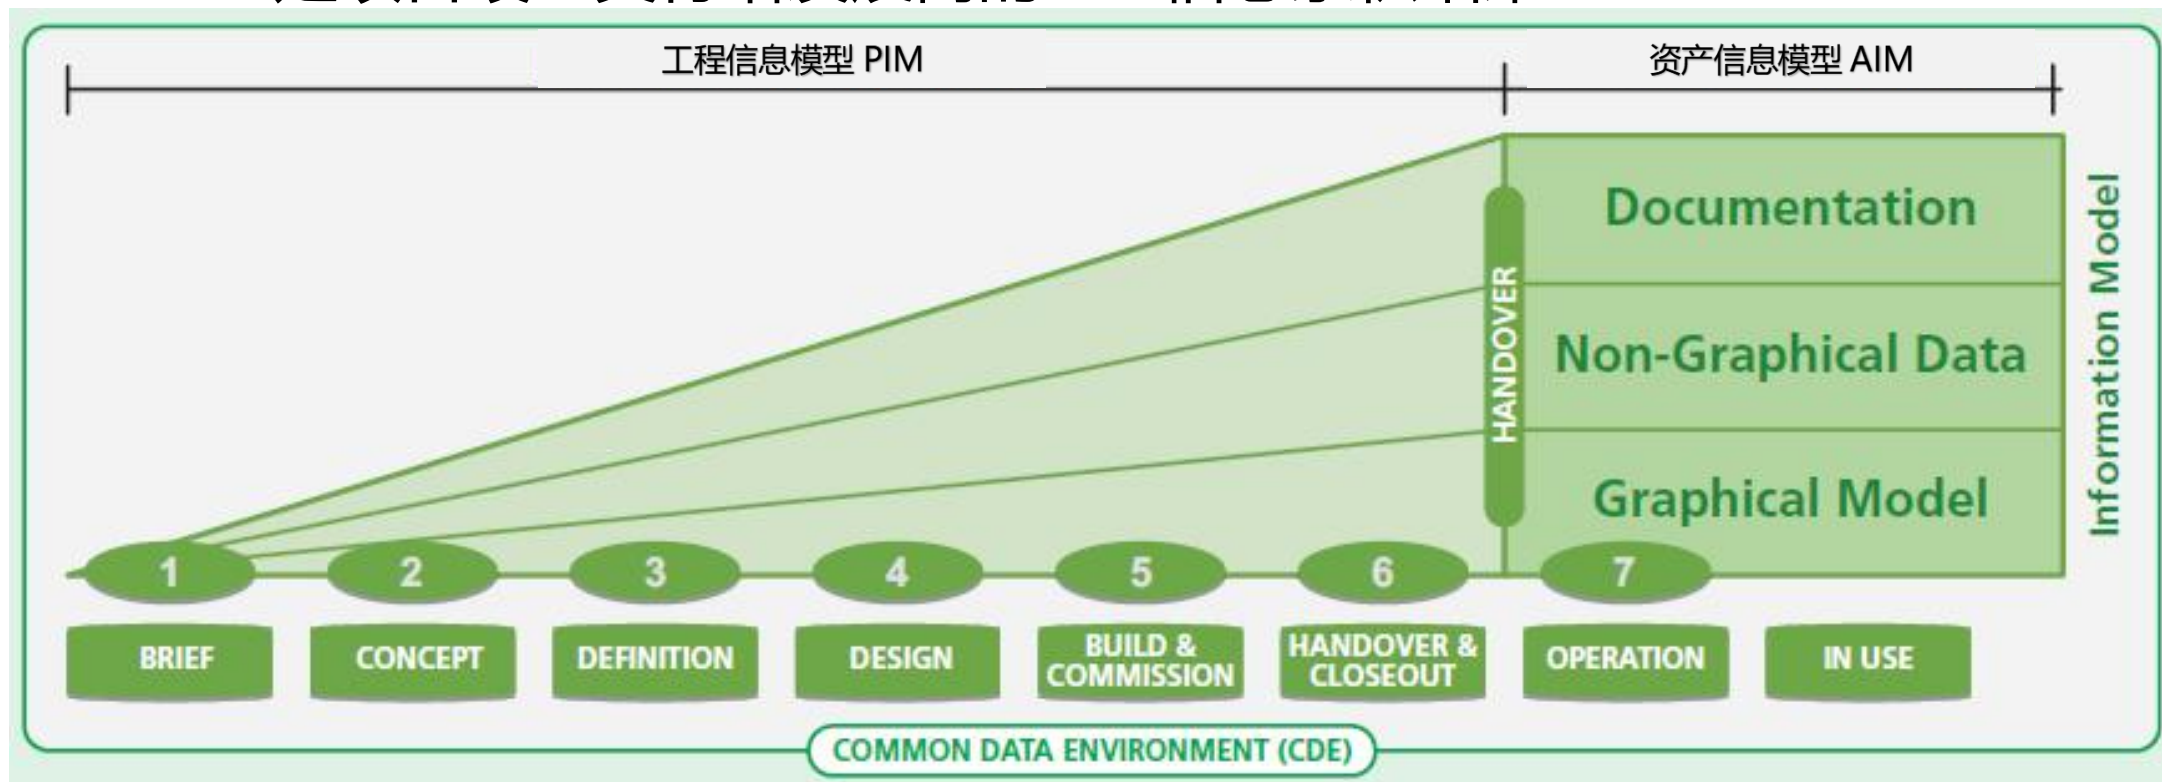 工程信息模型 PIM
资产信息模型 AIM
Documentation
Non-Graphical Data
Graphical Model
HANDOVER
Information Model
1
2
3
4
5
6
7
BRIEF
CONCEPT
DEFINITION
DESIGN
BUILD &
COMMISSION
HANDOVER &
CLOSEOUT
OPERATION
IN USE
COMMON DATA ENVIRONMENT (CDE)